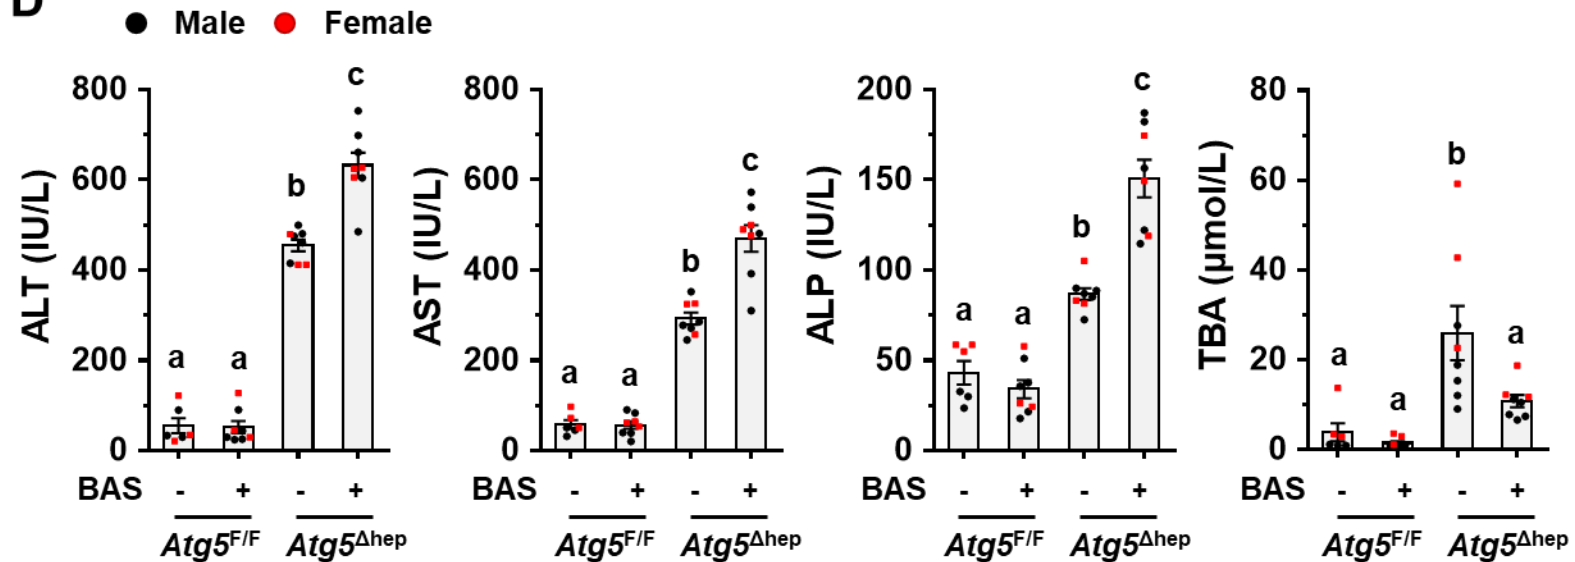 D
Male Female
ALT (IU/L)
800
600
400
200
0
a
a
b
c
BAS - + - +
Atg5F/F Atg5Δhep
AST (IU/L)
800
600
400
200
0
a
a
b
c
BAS - + - +
Atg5F/F Atg5Δhep
ALP (IU/L)
200
150
100
50
0
a
a
b
c
BAS - + - +
Atg5F/F Atg5Δhep
TBA (µmol/L)
80
60
40
20
0
a
a
b
a
BAS - + - +
Atg5F/F Atg5Δhep